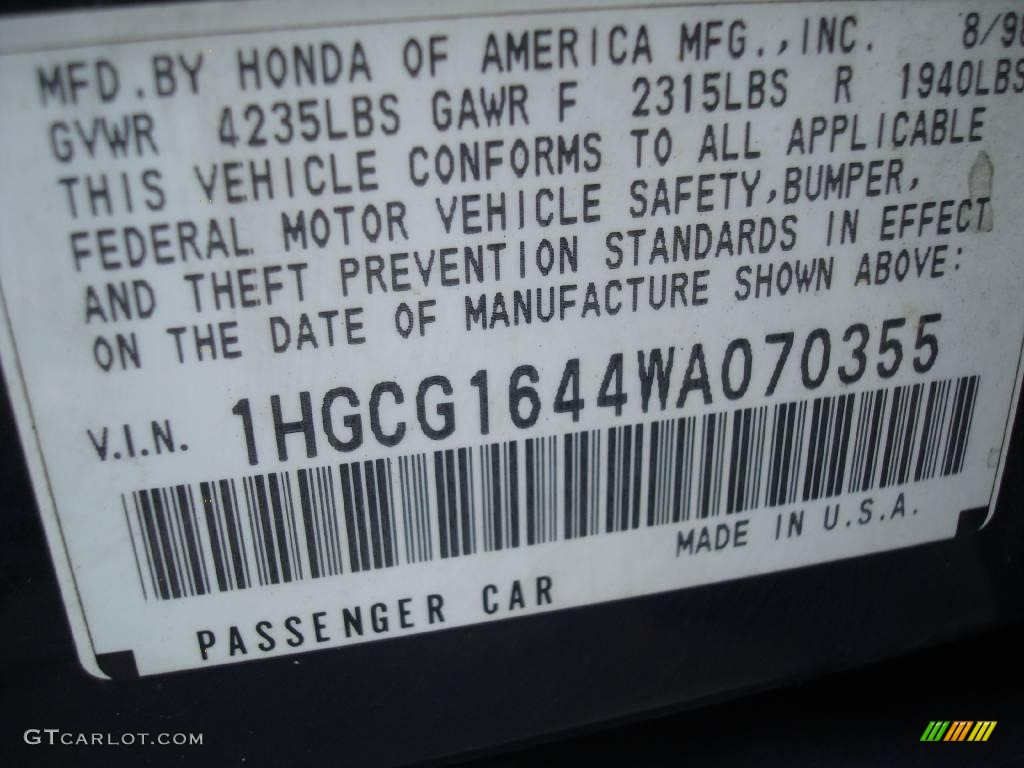 MFD.BY HONDA OF AMERICA MFG.,INC. 8/98
GVWR 4235LBS GAWR F 2315LBS R 1940LBS
THIS VEHICLE CONFORMS TO ALL APPLICABLE
FEDERAL MOTOR VEHICLE SAFETY,BUMPER,
AND THEFT PREVENTION STANDARDS IN EFFECT
ON THE DATE OF MANUFACTURE SHOWN ABOVE:
V.I.N. 1HGCG1644WA070355
MADE IN U.S.A.
PASSENGER CAR
GTCARLOT.COM